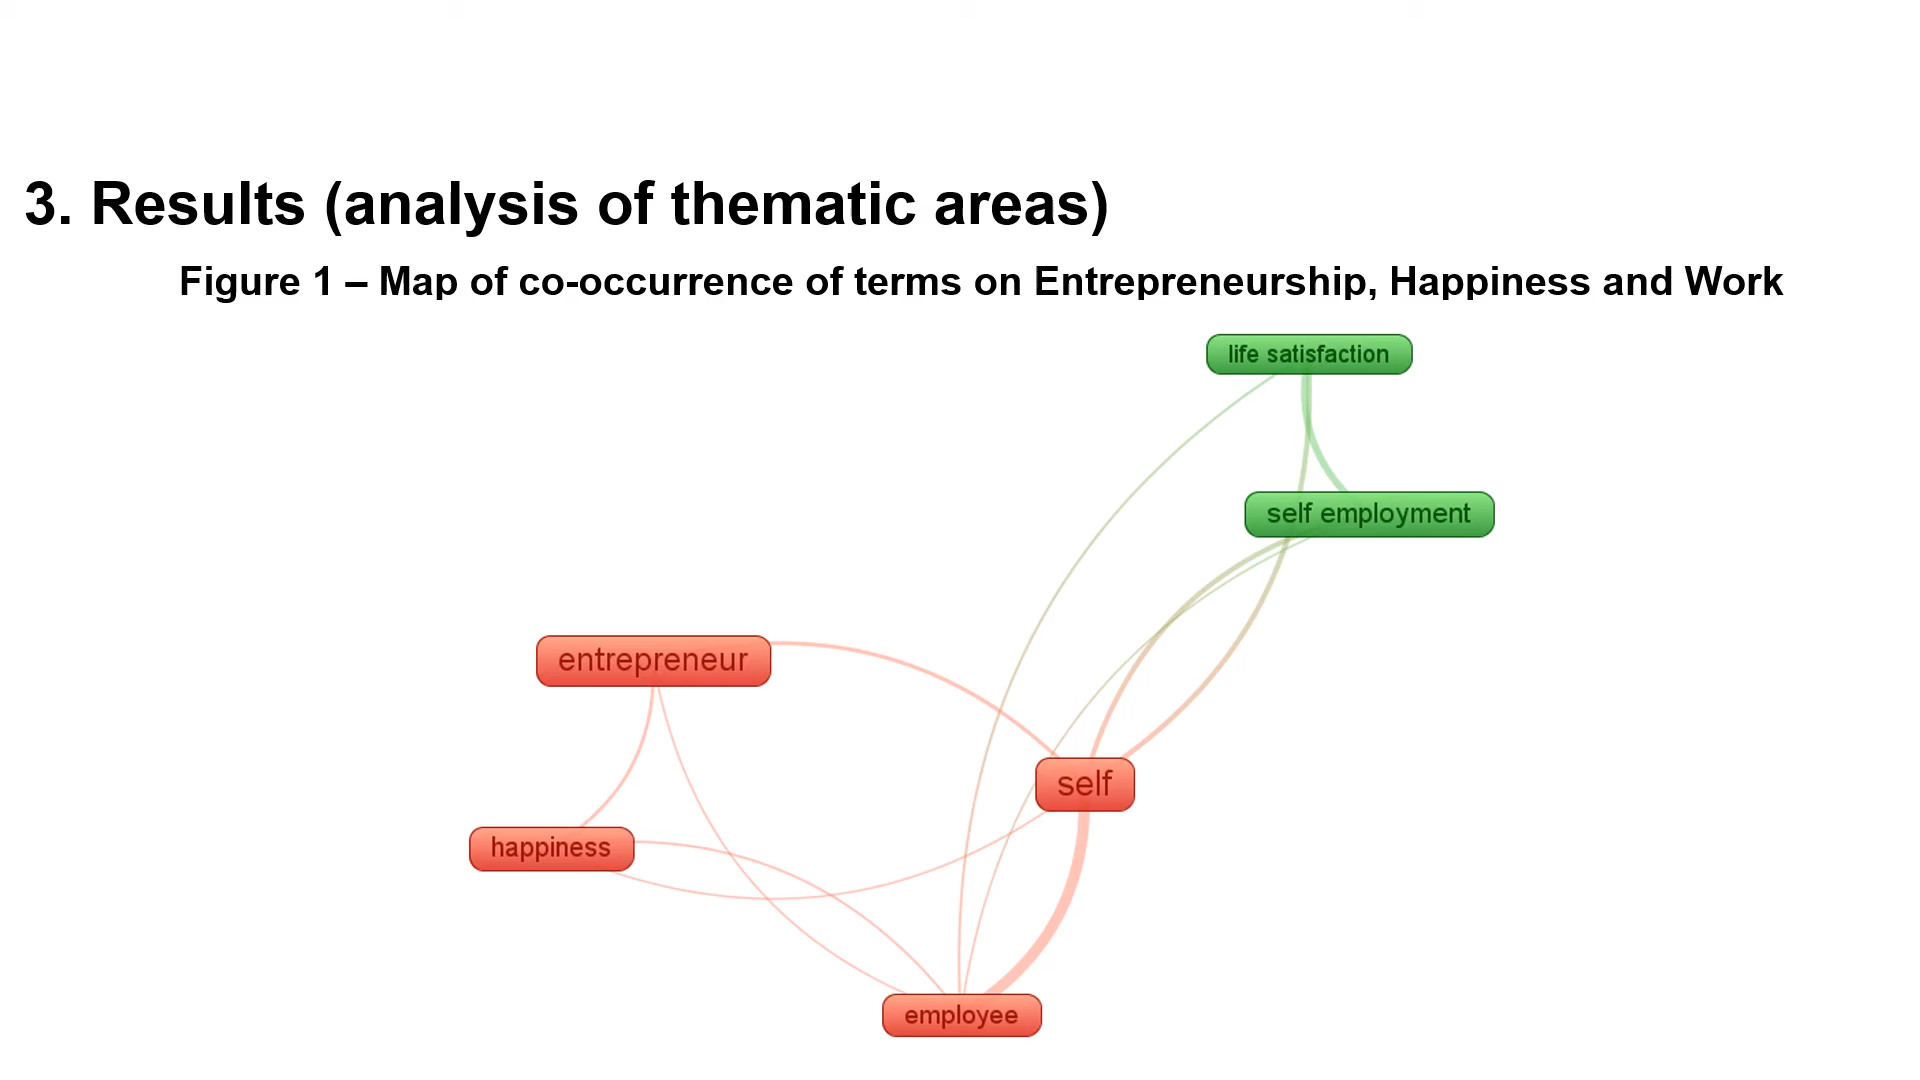 3. Results (analysis of thematic areas)
Figure 1 – Map of co-occurrence of terms on Entrepreneurship, Happiness and Work
life satisfaction
self employment
entrepreneur
self
happiness
employee